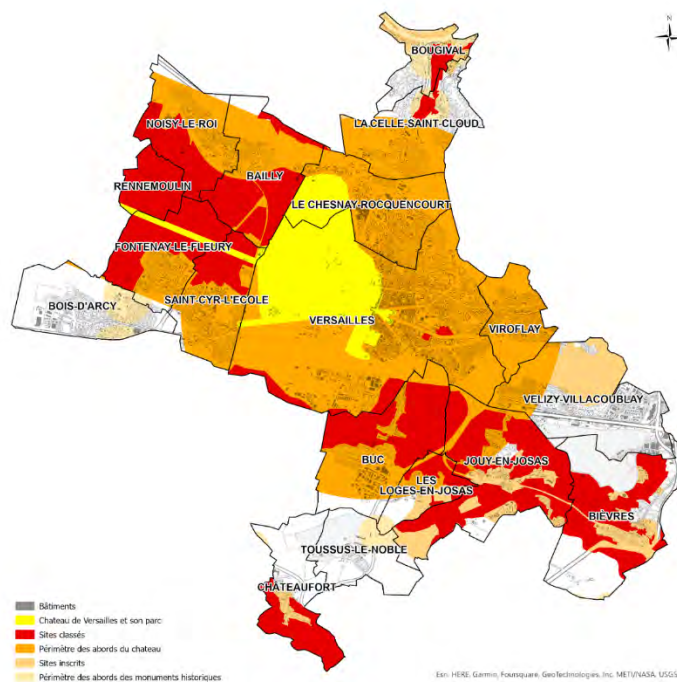 N
BOUGIVAL
LA CELLE-SAINT-CLOUD
NOISY-LE-ROI
BAILLY
RENNEMOULIN
LE CHESNAY-ROCQUENCOURT
FONTENAY-LE-FLEURY
SAINT-CYR-L'ECOLE
BOIS-D'ARCY
VERSAILLES
VIROFLAY
VELIZY-VILLACOUBLAY
BUC
JOUY-EN-JOSAS
LES
LOGES-EN-JOSAS
BIÈVRES
TOUSSUS-LE-NOBLE
CHÂTEAUFORT
Bâtiments
Chateau de Versailles et son parc
Sites classés
Périmètre des abords du chateau
Sites inscrits
Périmètre des abords des monuments historiques
Esri, HERE, Garmin, Foursquare, GeoTechnologies, Inc, METI/NASA, USGS